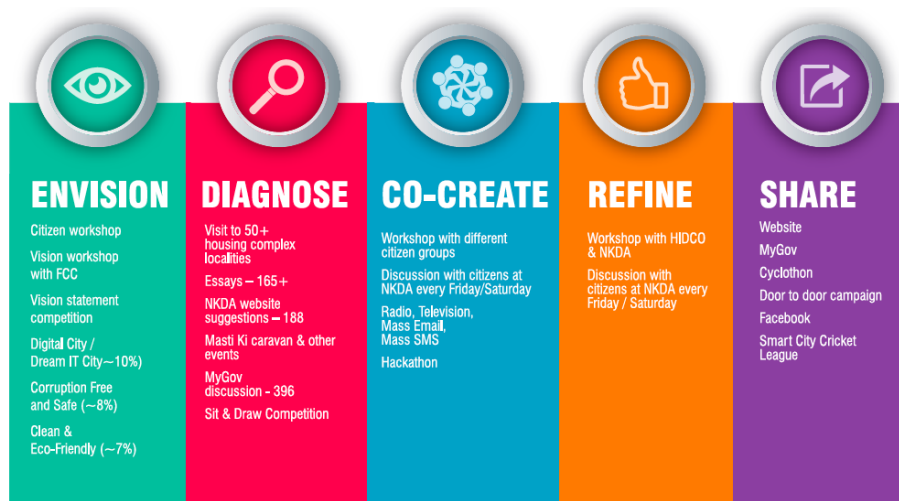 ENVISION
Citizen workshop
Vision workshop
with FCC
Vision statement
competition
Digital City /
Dream IT City~10%)
Corruption Free
and Safe (~8%)
Clean &
Eco-Friendly (~7%)
DIAGNOSE
Visit to 50+
housing complex
localities
Essays – 165+
NKDA website
suggestions – 188
Masti Ki caravan & other
events
MyGov
discussion - 396
Sit & Draw Competition
CO-CREATE
Workshop with different
citizen groups
Discussion with citizens at
NKDA every Friday/Saturday
Radio, Television,
Mass Email,
Mass SMS
Hackathon
REFINE
Workshop with HIDCO
& NKDA
Discussion with
citizens at NKDA every
Friday / Saturday
SHARE
Website
MyGov
Cyclothon
Door to door campaign
Facebook
Smart City Cricket
League